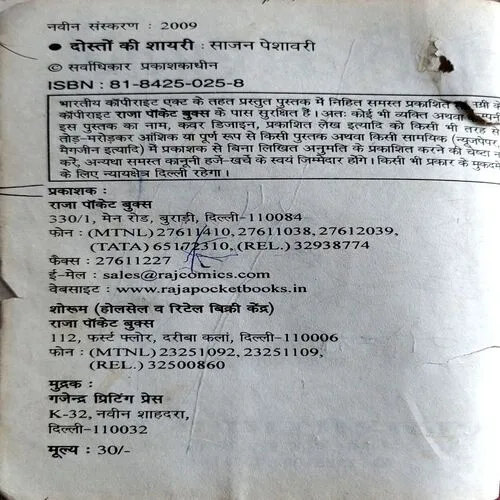 नवीन संस्करण : 2009
● दोस्तों की शायरी : साजन पेशावरी
© सर्वाधिकार प्रकाशकाधीन
ISBN : 81-8425-025-8
भारतीय कॉपीराइट एक्ट के तहत प्रस्तुत पुस्तक में निहित समस्त प्रकाशित
कॉपीराइट राजा पॉकेट बुक्स के पास सुरक्षित हैं। अतः कोई भी व्यक्ति अथवा
इस पुस्तक का नाम, कवर डिजाइन, प्रकाशित लेख इत्यादि को किसी भी तरह से
तोड़-मरोड़कर आंशिक या पूर्ण रूप से किसी पुस्तक अथवा किसी सामयिक (न्यूजपेपर,
मैगजीन इत्यादि) में प्रकाशक से बिना लिखित अनुमति के प्रकाशित करने की चेष्टा न
करें, अन्यथा समस्त कानूनी हर्जे-खर्चे के स्वयं जिम्मेदार होंगे। किसी भी प्रकार के मुकदमे
के लिए न्यायक्षेत्र दिल्ली रहेगा।
प्रकाशक :
राजा पॉकेट बुक्स
330/1, मेन रोड, बुराड़ी, दिल्ली-110084
फोन : (MTNL) 27611410, 27611038, 27612039,
(TATA) 65172310, (REL.) 32938774
फैक्स : 27611227
ई-मेल : sales@rajcomics.com
वेबसाइट : www.rajapocketbooks.in
शोरूम (होलसेल व रिटेल बिक्री केंद्र)
राजा पॉकेट बुक्स
112, फर्स्ट फ्लोर, दरीबा कलां, दिल्ली-110006
फोन : (MTNL) 23251092, 23251109,
(REL.) 32500860
मुद्रक :
गजेन्द्र प्रिंटिंग प्रेस
K-32, नवीन शाहदरा,
दिल्ली-110032
मूल्य : 30/-